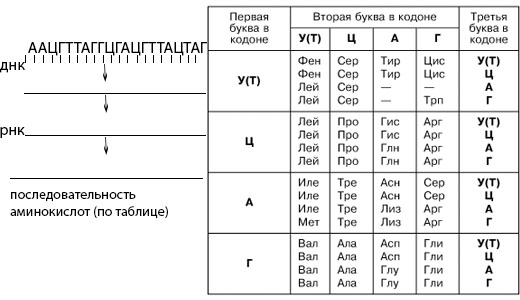 ААЦГТТАГГЦГАЦГТТАЦТАГ
днк
рнк
последовательность
аминокислот (по таблице)
Первая буква в кодоне Вторая буква в кодоне Третья буква в кодоне
У(Т) Ц А Г
У(Т)
Фен Сер Тир Цис У(Т)
Фен Сер Тир Цис Ц
Лей Сер — — А
Лей Сер — Трп Г
Ц
Лей Про Гис Арг У(Т)
Лей Про Гис Арг Ц
Лей Про Глн Арг А
Лей Про Глн Арг Г
А
Иле Тре Асн Сер У(Т)
Иле Тре Асн Сер Ц
Иле Тре Лиз Арг А
Мет Тре Лиз Арг Г
Г
Вал Ала Асп Гли У(Т)
Вал Ала Асп Гли Ц
Вал Ала Глу Гли А
Вал Ала Глу Гли Г